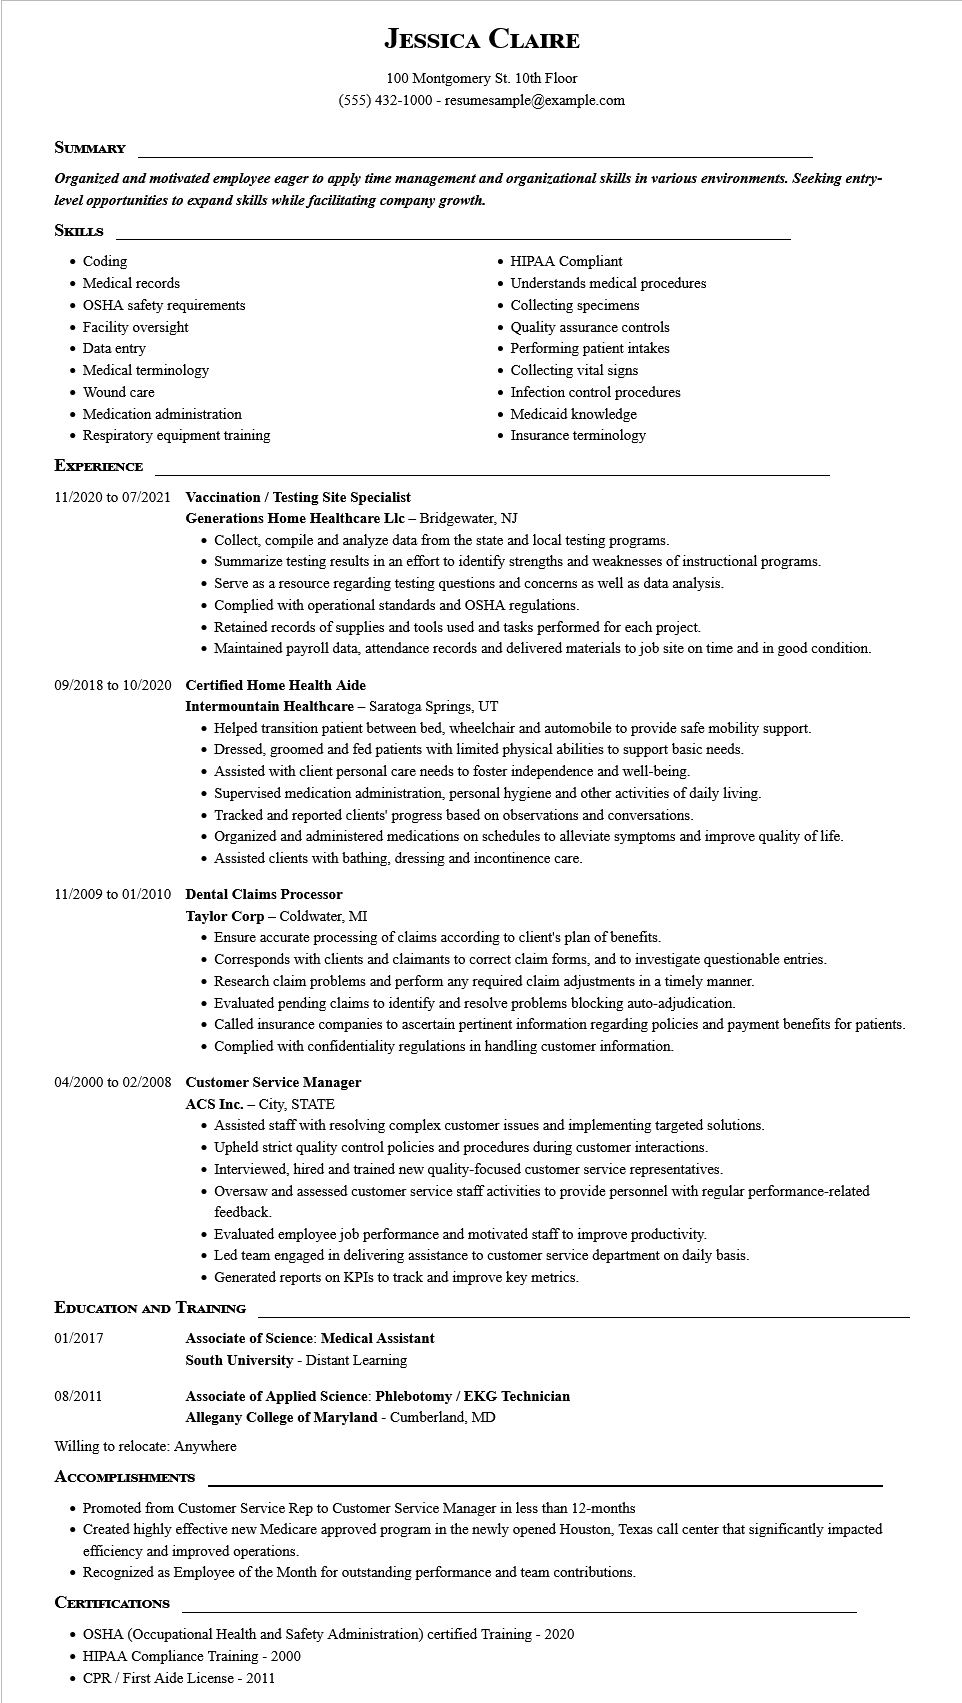 Jessica Claire
100 Montgomery St. 10th Floor
(555) 432-1000 - resumesample@example.com
Summary
Organized and motivated employee eager to apply time management and organizational skills in various environments. Seeking entry-
level opportunities to expand skills while facilitating company growth.
Skills
• Coding
• Medical records
• OSHA safety requirements
• Facility oversight
• Data entry
• Medical terminology
• Wound care
• Medication administration
• Respiratory equipment training
• HIPAA Compliant
• Understands medical procedures
• Collecting specimens
• Quality assurance controls
• Performing patient intakes
• Collecting vital signs
• Infection control procedures
• Medicaid knowledge
• Insurance terminology
Experience
11/2020 to 07/2021 Vaccination / Testing Site Specialist
Generations Home Healthcare Llc – Bridgewater, NJ
• Collect, compile and analyze data from the state and local testing programs.
• Summarize testing results in an effort to identify strengths and weaknesses of instructional programs.
• Serve as a resource regarding testing questions and concerns as well as data analysis.
• Complied with operational standards and OSHA regulations.
• Retained records of supplies and tools used and tasks performed for each project.
• Maintained payroll data, attendance records and delivered materials to job site on time and in good condition.
09/2018 to 10/2020 Certified Home Health Aide
Intermountain Healthcare – Saratoga Springs, UT
• Helped transition patient between bed, wheelchair and automobile to provide safe mobility support.
• Dressed, groomed and fed patients with limited physical abilities to support basic needs.
• Assisted with client personal care needs to foster independence and well-being.
• Supervised medication administration, personal hygiene and other activities of daily living.
• Tracked and reported clients' progress based on observations and conversations.
• Organized and administered medications on schedules to alleviate symptoms and improve quality of life.
• Assisted clients with bathing, dressing and incontinence care.
11/2009 to 01/2010 Dental Claims Processor
Taylor Corp – Coldwater, MI
• Ensure accurate processing of claims according to client's plan of benefits.
• Corresponds with clients and claimants to correct claim forms, and to investigate questionable entries.
• Research claim problems and perform any required claim adjustments in a timely manner.
• Evaluated pending claims to identify and resolve problems blocking auto-adjudication.
• Called insurance companies to ascertain pertinent information regarding policies and payment benefits for patients.
• Complied with confidentiality regulations in handling customer information.
04/2000 to 02/2008 Customer Service Manager
ACS Inc. – City, STATE
• Assisted staff with resolving complex customer issues and implementing targeted solutions.
• Upheld strict quality control policies and procedures during customer interactions.
• Interviewed, hired and trained new quality-focused customer service representatives.
• Oversaw and assessed customer service staff activities to provide personnel with regular performance-related
feedback.
• Evaluated employee job performance and motivated staff to improve productivity.
• Led team engaged in delivering assistance to customer service department on daily basis.
• Generated reports on KPIs to track and improve key metrics.
Education and Training
01/2017 Associate of Science: Medical Assistant
South University - Distant Learning
08/2011 Associate of Applied Science: Phlebotomy / EKG Technician
Allegany College of Maryland - Cumberland, MD
Willing to relocate: Anywhere
Accomplishments
• Promoted from Customer Service Rep to Customer Service Manager in less than 12-months
• Created highly effective new Medicare approved program in the newly opened Houston, Texas call center that significantly impacted
efficiency and improved operations.
• Recognized as Employee of the Month for outstanding performance and team contributions.
Certifications
• OSHA (Occupational Health and Safety Administration) certified Training - 2020
• HIPAA Compliance Training - 2000
• CPR / First Aide License - 2011